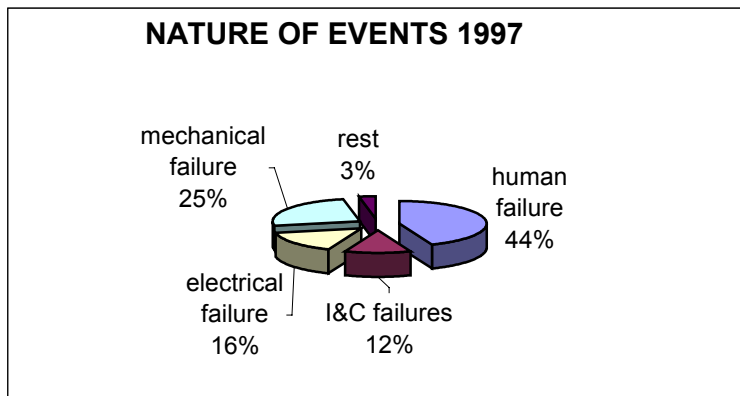 NATURE OF EVENTS 1997
mechanical
failure
25%
rest
3%
human
failure
44%
electrical
failure
16%
I&C failures
12%